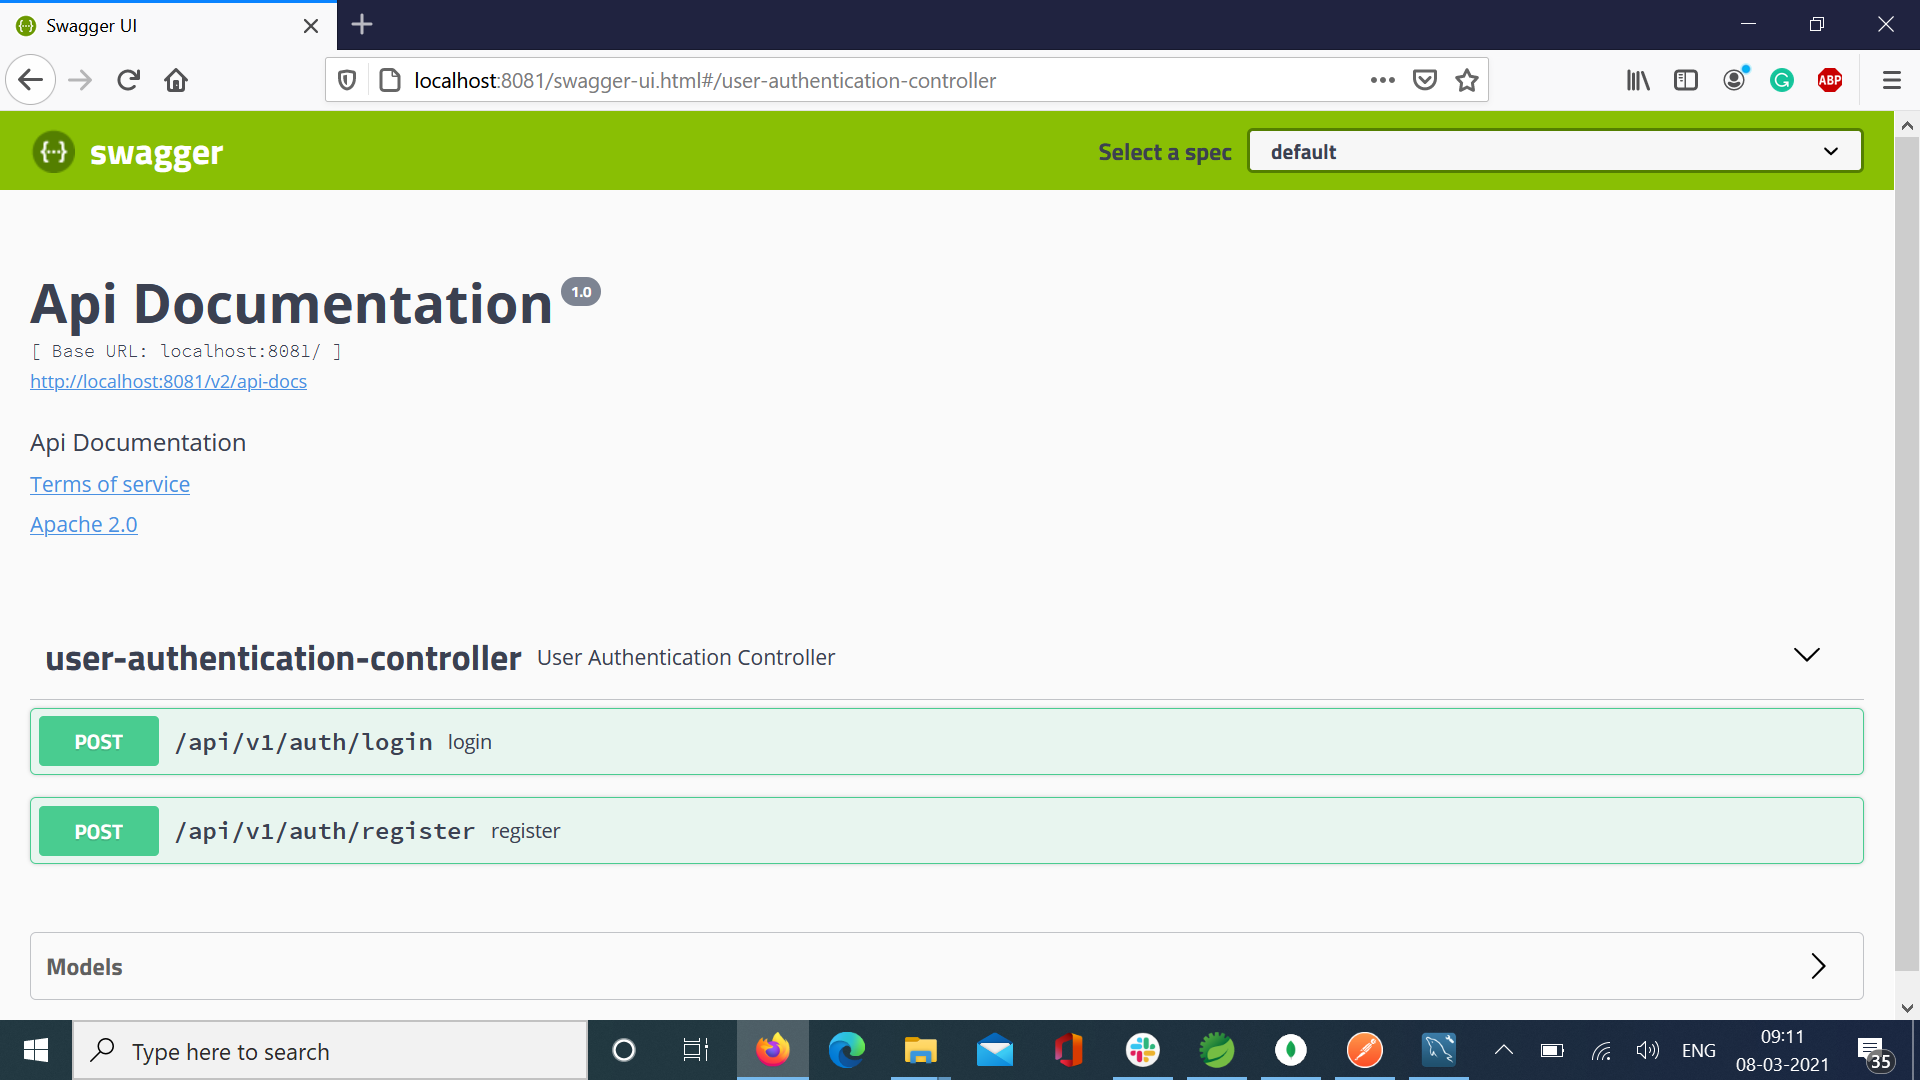 Swagger UI
localhost:8081/swagger-ui.html#/user-authentication-controller
ABP
{··} swagger
Select a spec
default
Api Documentation 1.0
[ Base URL: localhost:8081/ ]
http://localhost:8081/v2/api-docs
Api Documentation
Terms of service
Apache 2.0
user-authentication-controller User Authentication Controller
POST /api/v1/auth/login login
POST /api/v1/auth/register register
Models
Type here to search
ENG
09:11
08-03-2021
35